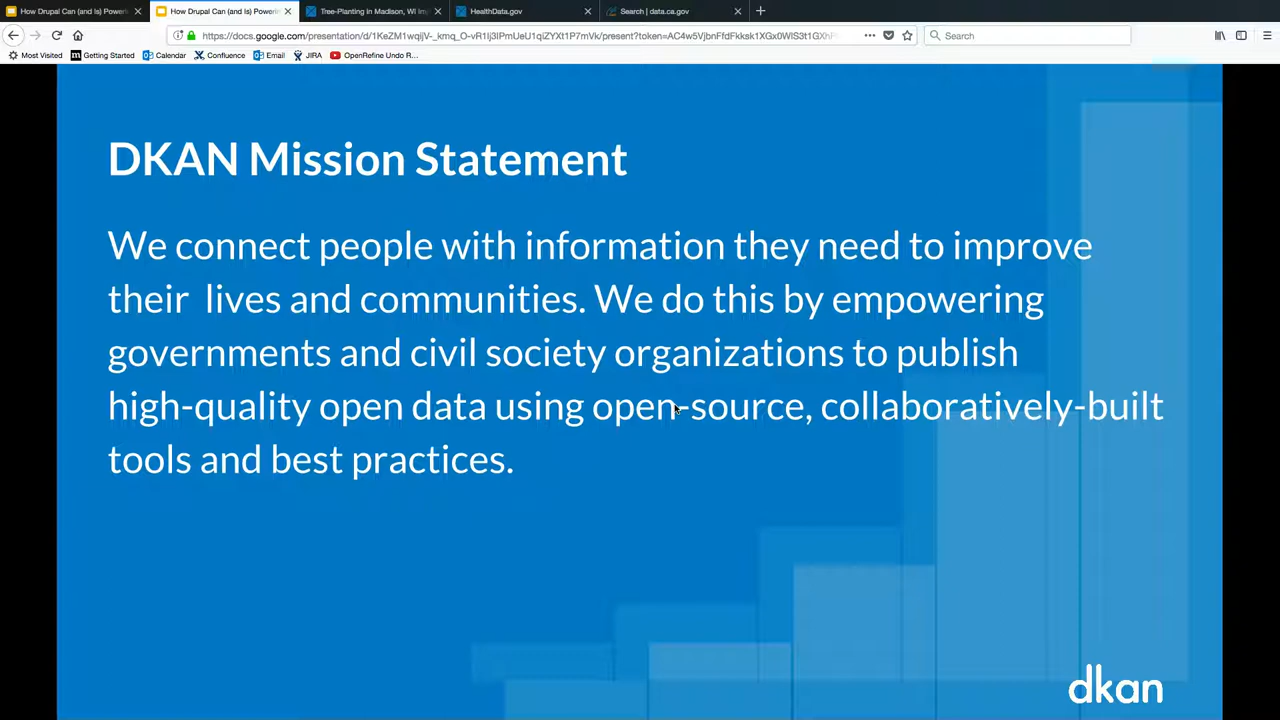 How Drupal Can (and Is) Poweri
How Drupal Can (and Is) Powerin
Tree-Planting in Madison, WI Im
HealthData.gov
Search | data.ca.gov
Search
Most Visited
Getting Started
Calendar
Confluence
Email
JIRA
OpenRefine Undo R...
DKAN Mission Statement
We connect people with information they need to improve
their lives and communities. We do this by empowering
governments and civil society organizations to publish
high-quality open data using open-source, collaboratively-built
tools and best practices.
dkan